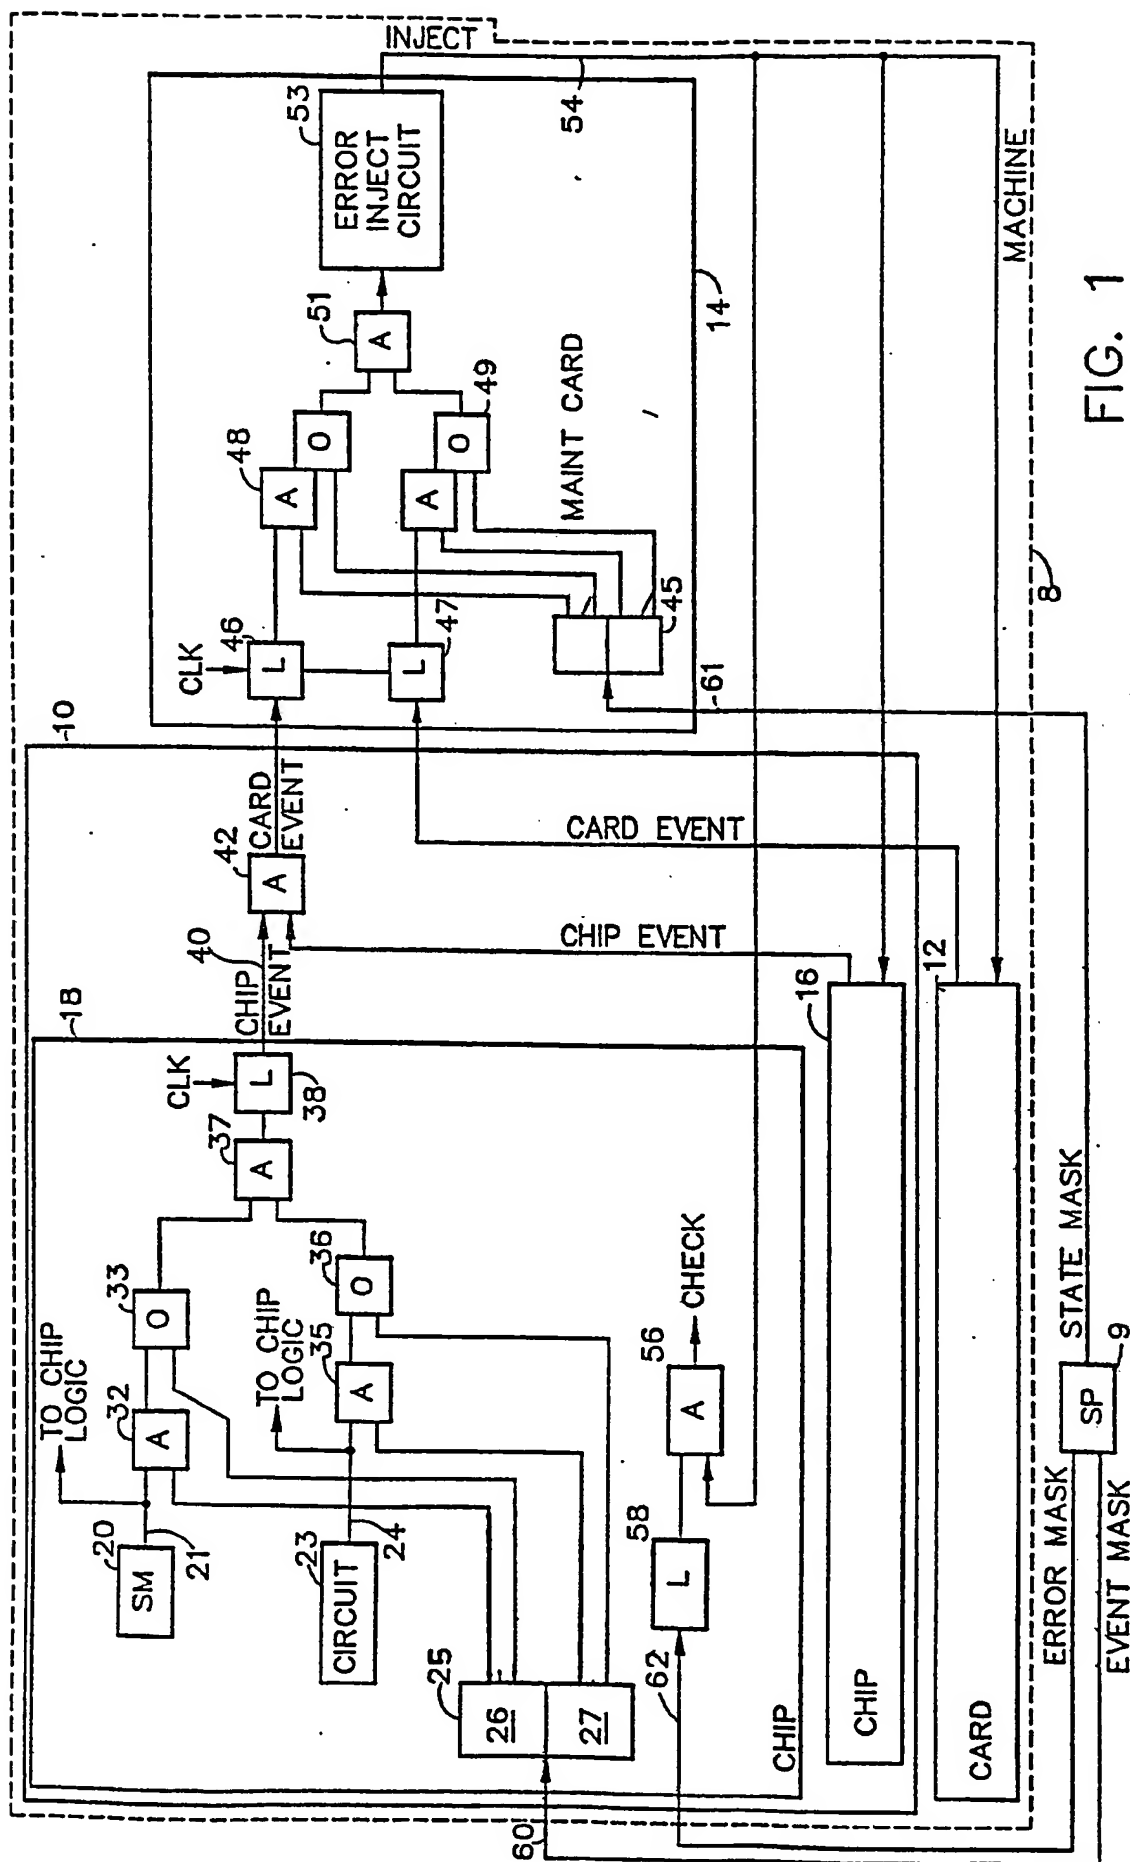 10
18
CHIP
20
SM
21
TO CHIP
LOGIC
32
A
33
O
23
CIRCUIT
24
TO CHIP
LOGIC
35
A
36
O
37
A
CLK
L
38
CHIP
EVENT
40
42
A
CARD
EVENT
25
26
27
60
62
58
L
56
A
CHECK
CHIP
16
CHIP EVENT
CARD
12
CARD EVENT
CLK
46
L
47
L
48
A
O
A
49
O
51
A
53
ERROR
INJECT
CIRCUIT
45
MAINT CARD
14
61
INJECT
54
MACHINE
8
ERROR MASK
EVENT MASK
SP
9
STATE MASK
FIG. 1